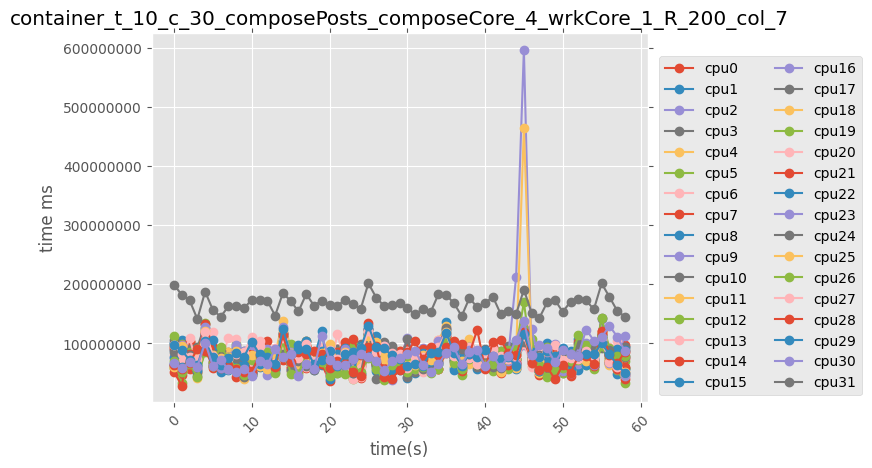 container_t_10_c_30_composePosts_composeCore_4_wrkCore_1_R_200_col_7
600000000
500000000
400000000
300000000
200000000
100000000
time ms
0
10
20
30
40
50
60
time(s)
cpu0
cpu1
cpu2
cpu3
cpu4
cpu5
cpu6
cpu7
cpu8
cpu9
cpu10
cpu11
cpu12
cpu13
cpu14
cpu15
cpu16
cpu17
cpu18
cpu19
cpu20
cpu21
cpu22
cpu23
cpu24
cpu25
cpu26
cpu27
cpu28
cpu29
cpu30
cpu31